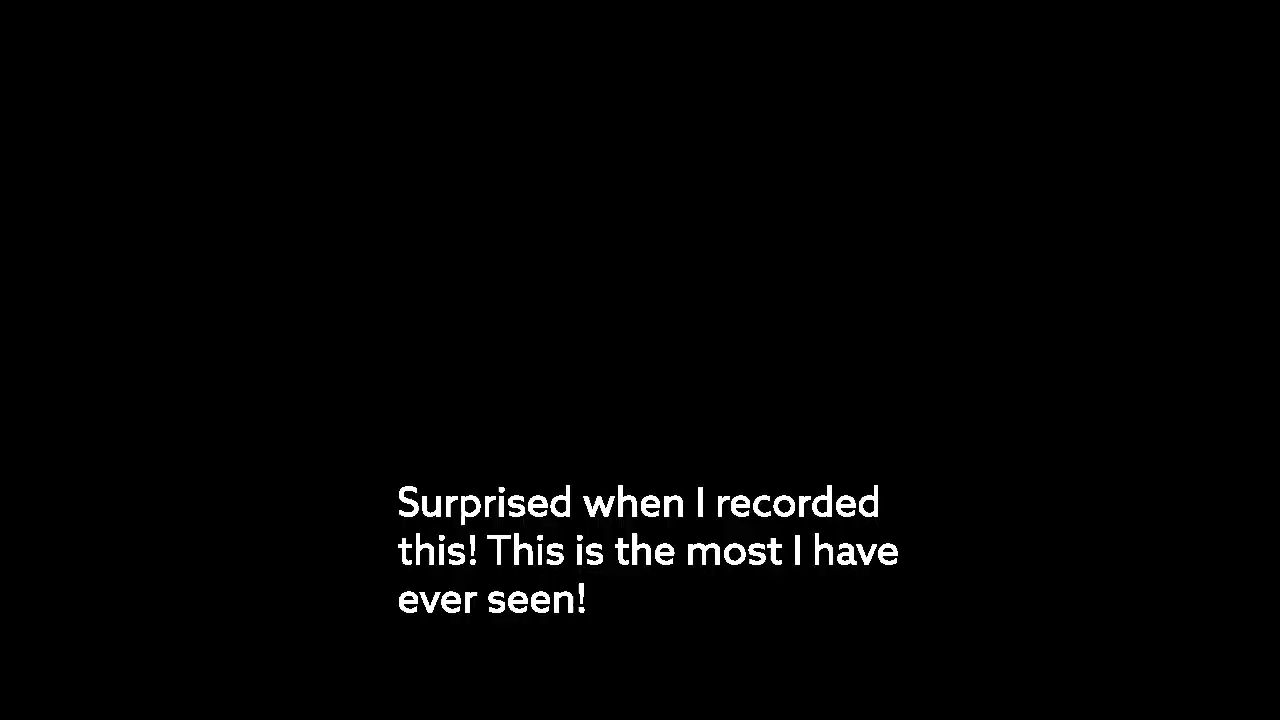 Surprised when I recorded
this! This is the most I have
ever seen!